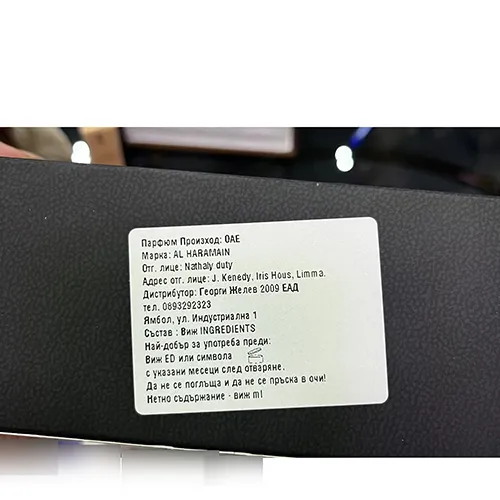 Парфюм Произход: ОАЕ
Марка: AL HARAMAIN
Отг. лице: Nathaly duty
Адрес отг. лице: J. Kenedy, Iris Hous, Limma.
Дистрибутор: Георги Желев 2009 ЕАД
тел. 0893292323
Ямбол, ул. Индустриална 1
Състав : Виж INGREDIENTS
Най-добър за употреба преди:
Виж ED или символа
с указани месеци след отваряне.
Да не се поглъща и да не се пръска в очи!
Нетно съдържание - виж ml